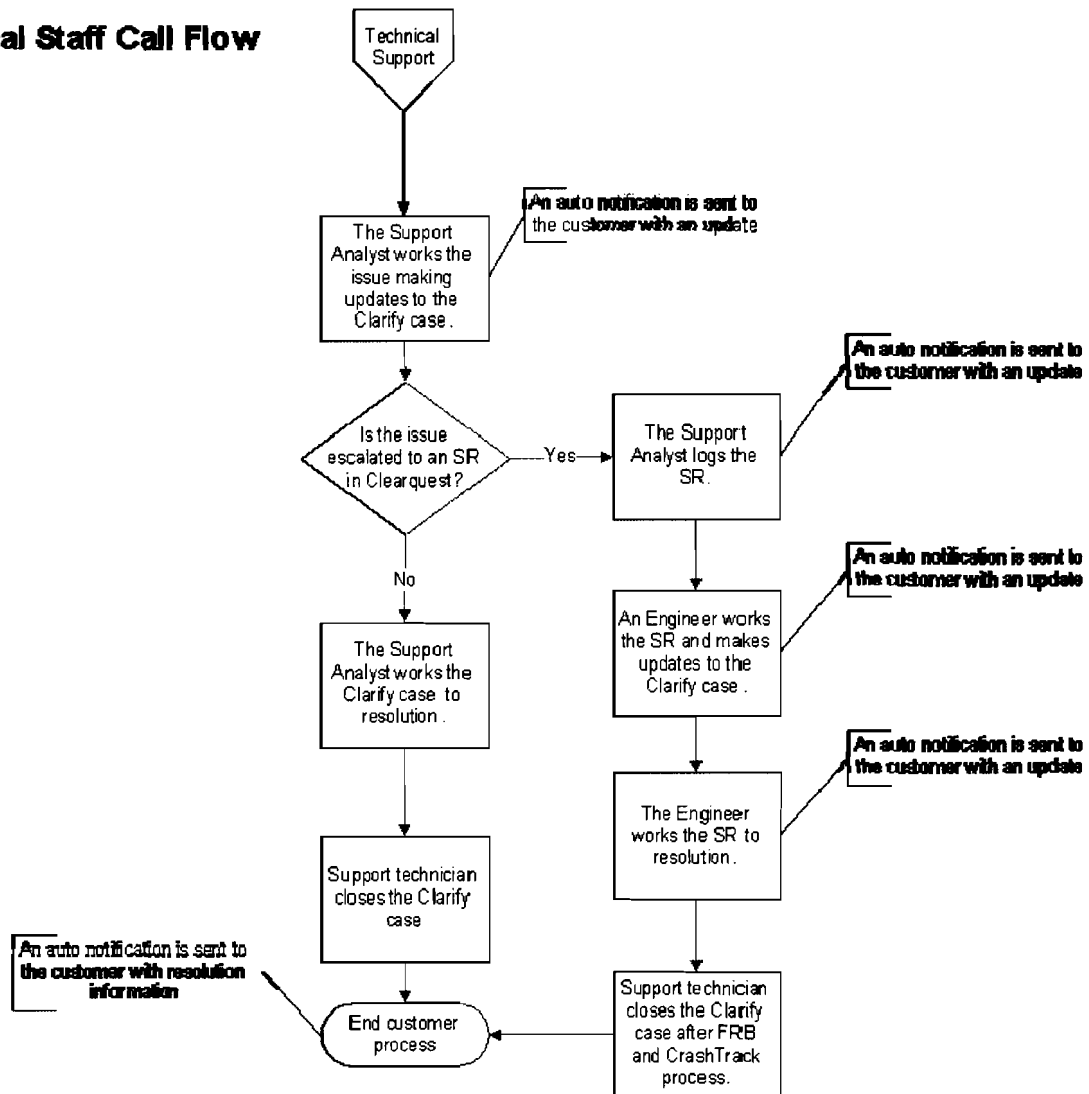 al Staff Call Flow
Technical
Support
An auto notification is sent to
the customer with an update
The Support
Analyst works the
issue making
updates to the
Clarify case .
An auto notification is sent to
the customer with an update
Is the issue
escalated to an SR
in Clearquest?
Yes
The Support
Analyst logs the
SR.
An auto notification is sent to
the customer with an update
No
An Engineer works
the SR and makes
updates to the
Clarify case .
The Support
Analyst works the
Clarify case to
resolution .
An auto notification is sent to
the customer with an update
The Engineer
works the SR to
resolution .
Support technician
closes the Clarify
case
An auto notification is sent to
the customer with resolution
information
End customer
process
Support technician
closes the Clarify
case after FRB
and CrashTrack
process.